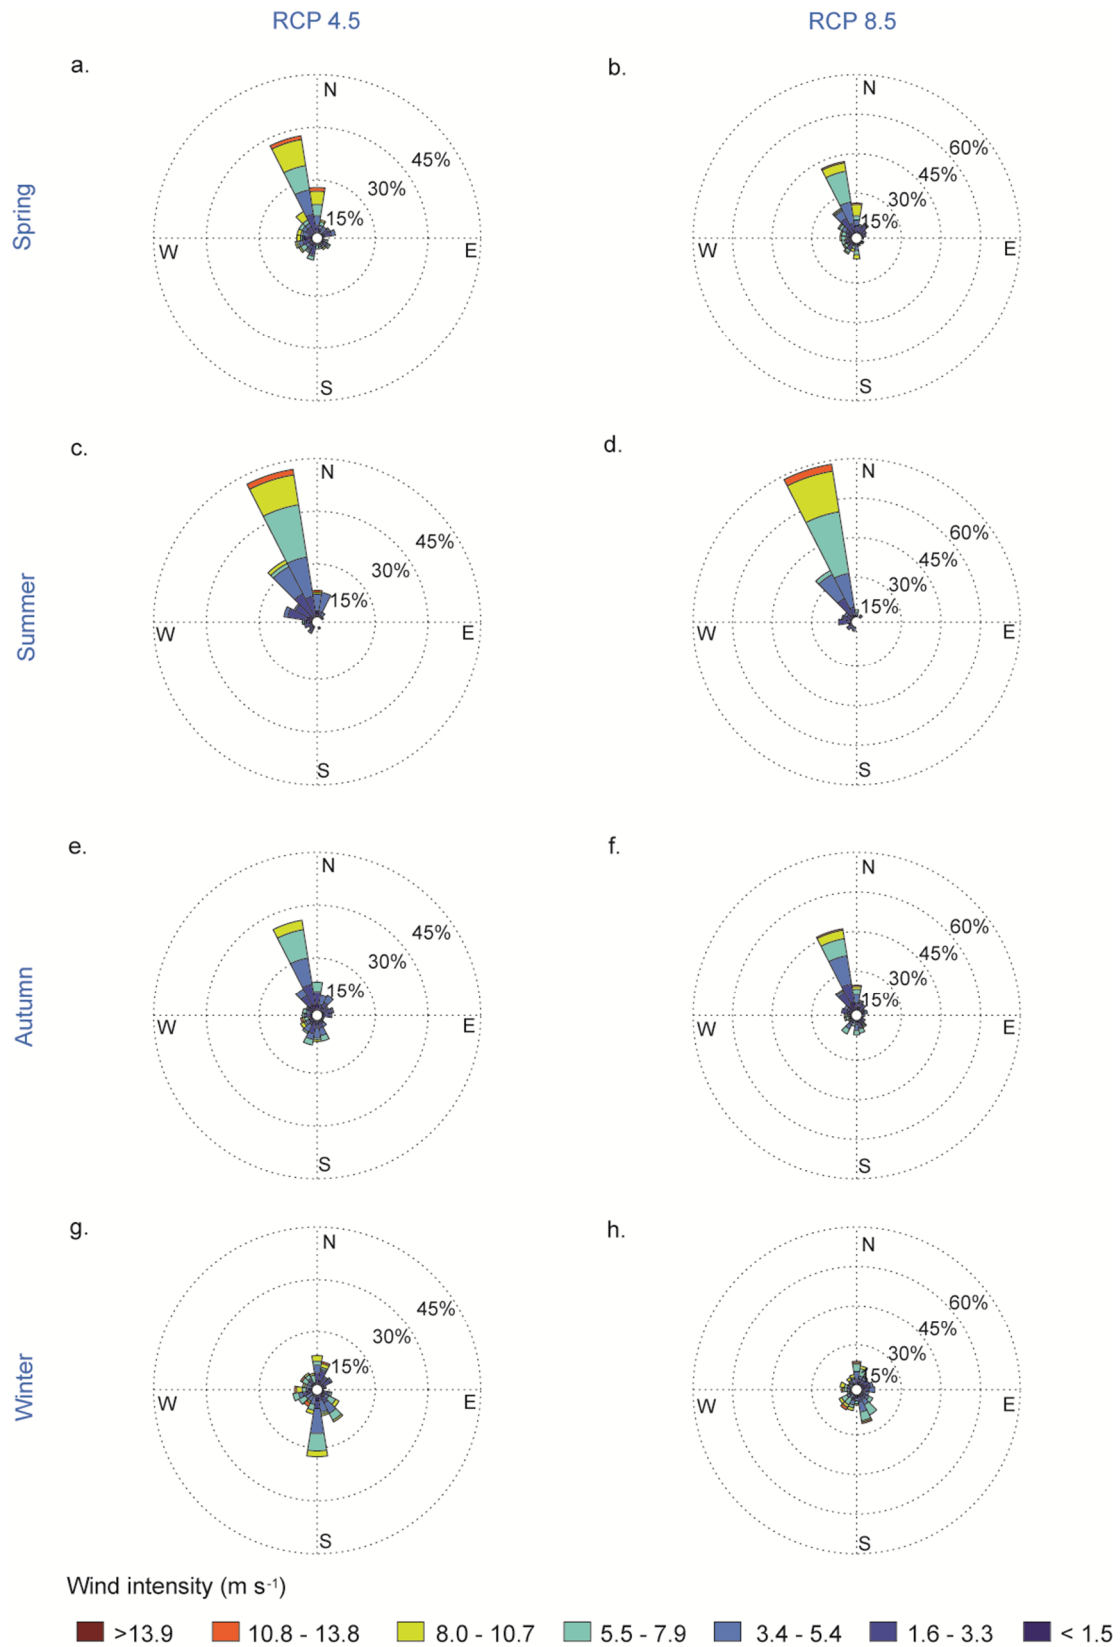 RCP 4.5 RCP 8.5
a. b.
Spring
N N
45% 60%
30% 45%
15% 30%
15%
W E W E
S S
c. d.
Summer
N N
45% 60%
30% 45%
15% 30%
15%
W E W E
S S
e. f.
Autumn
N N
45% 60%
30% 45%
15% 30%
15%
W E W E
S S
g. h.
Winter
N N
45% 60%
30% 45%
15% 30%
15%
W E W E
S S
Wind intensity (m s-1)
>13.9 10.8 - 13.8 8.0 - 10.7 5.5 - 7.9 3.4 - 5.4 1.6 - 3.3 < 1.5